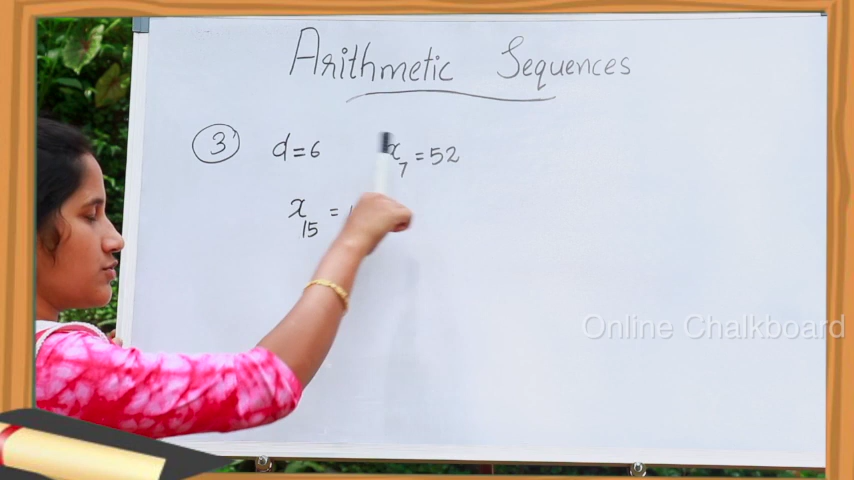 Arithmetic Sequences
3 d = 6 x7 = 52
x15 =
Online Chalkboard